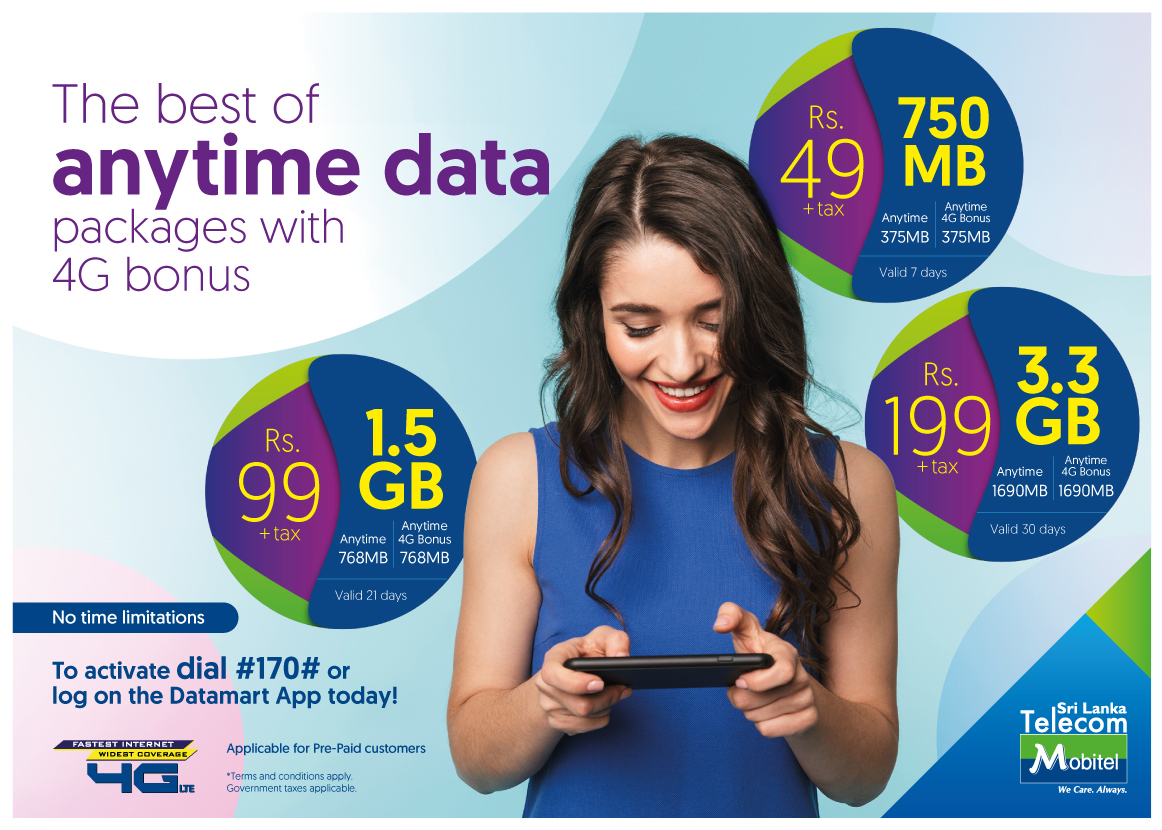 The best of
anytime data
packages with
4G bonus
Rs.
49
+ tax
750
MB
Anytime
375MB
Anytime
4G Bonus
375MB
Valid 7 days
Rs.
199
+ tax
3.3
GB
Anytime
1690MB
Anytime
4G Bonus
1690MB
Valid 30 days
Rs.
99
+ tax
1.5
GB
Anytime
768MB
Anytime
4G Bonus
768MB
Valid 21 days
No time limitations
To activate dial #170# or
log on the Datamart App today!
FASTEST INTERNET
WIDEST COVERAGE
4G LTE
Applicable for Pre-Paid customers
*Terms and conditions apply.
Government taxes applicable.
Sri Lanka
Telecom
Mobitel
We Care. Always.